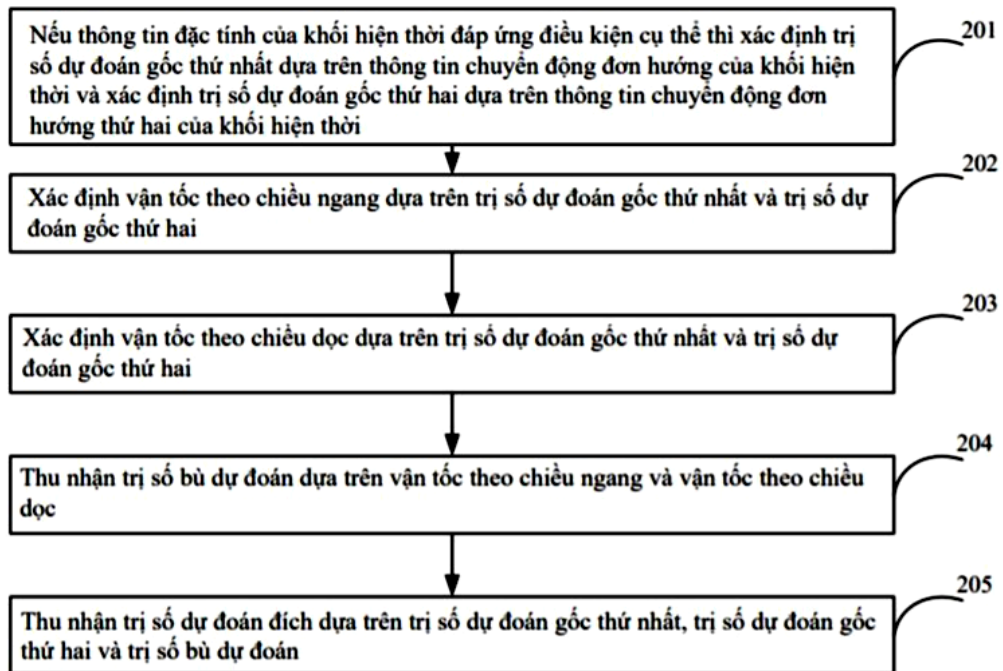 201
Nếu thông tin đặc tính của khối hiện thời đáp ứng điều kiện cụ thể thì xác định trị
số dự đoán gốc thứ nhất dựa trên thông tin chuyển động đơn hướng của khối hiện
thời và xác định trị số dự đoán gốc thứ hai dựa trên thông tin chuyển động đơn
hướng thứ hai của khối hiện thời
202
Xác định vận tốc theo chiều ngang dựa trên trị số dự đoán gốc thứ nhất và trị số dự
đoán gốc thứ hai
203
Xác định vận tốc theo chiều dọc dựa trên trị số dự đoán gốc thứ nhất và trị số dự
đoán gốc thứ hai
204
Thu nhận trị số bù dự đoán dựa trên vận tốc theo chiều ngang và vận tốc theo chiều
dọc
205
Thu nhận trị số dự đoán đích dựa trên trị số dự đoán gốc thứ nhất, trị số dự đoán gốc
thứ hai và trị số bù dự đoán